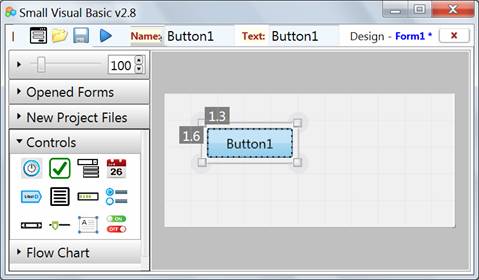 Small Visual Basic v2.8
Name: Button1 Text: Button1 Design - Form1 *
100
Opened Forms
New Project Files
Controls
26
Flow Chart
1.3
1.6
Button1